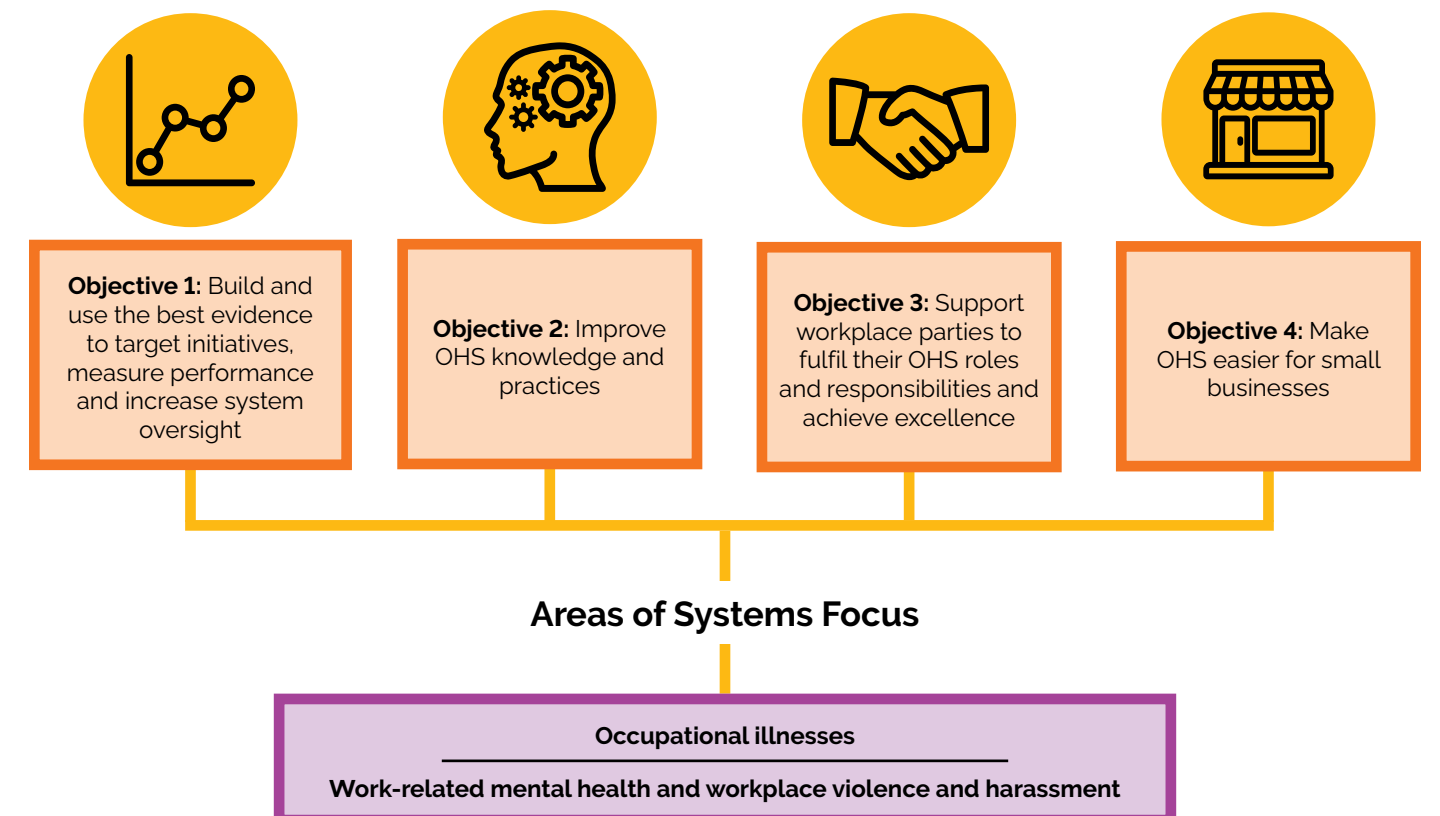 Objective 1: Build and
use the best evidence
to target initiatives,
measure performance
and increase system
oversight
Objective 2: Improve
OHS knowledge and
practices
Objective 3: Support
workplace parties to
fulfil their OHS roles
and responsibilities and
achieve excellence
Objective 4: Make
OHS easier for small
businesses
Areas of Systems Focus
Occupational illnesses
Work-related mental health and workplace violence and harassment